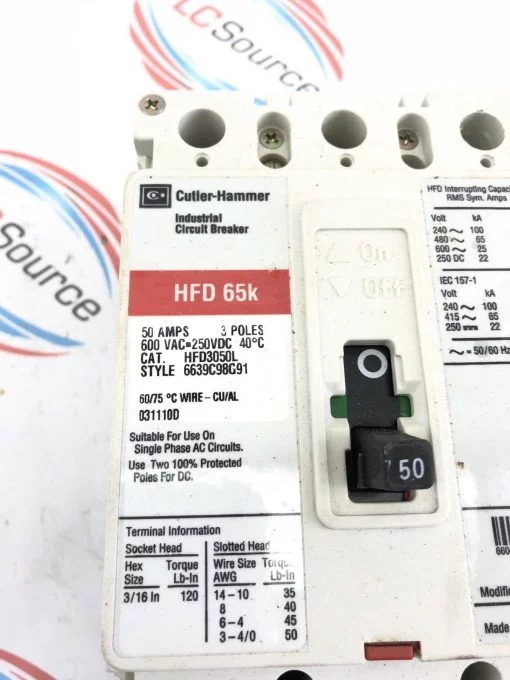 LC
Source
PLC
Source
LC
Source
Cutler-Hammer
Industrial
Circuit Breaker
HFD 65k
50 AMPS 3 POLES
600 VAC=250VDC 40°C
CAT. HFD3050L
STYLE 6639C98G91
60/75 °C WIRE-CU/AL
031110D
Suitable For Use On
Single Phase AC Circuits.
Use Two 100% Protected
Poles For DC.
Terminal Information
Socket Head
Hex Size Torque Lb-In
3/16 In 120
Slotted Head
Wire Size AWG Torque Lb-In
14-10 35
8 40
6-4 45
3-4/0 50
On
OFF
O
50
HFD Interrupting
RMS Sym. Amps
Volt kA
240 ~ 100
480 ~ 65
600 ~ 25
250 DC 22
IEC 157-1
Volt kA
240 ~ 100
415 ~ 65
250 ⎓ 22
~ = 50/60
Made